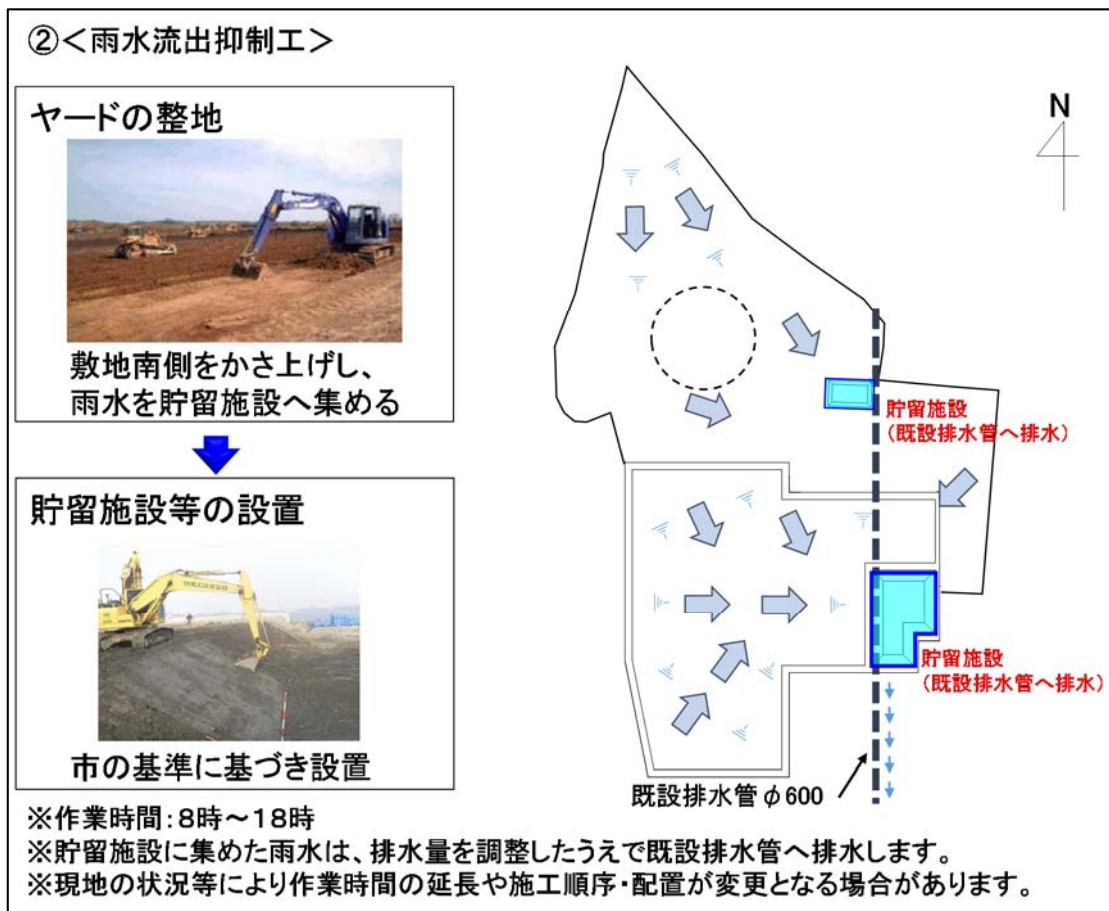 ②＜雨水流出抑制工＞
ヤードの整地
敷地南側をかさ上げし、
雨水を貯留施設へ集める
貯留施設等の設置
市の基準に基づき設置
N
貯留施設
（既設排水管へ排水）
貯留施設
（既設排水管へ排水）
既設排水管φ600
※作業時間：8時～18時
※貯留施設に集めた雨水は、排水量を調整したうえで既設排水管へ排水します。
※現地の状況等により作業時間の延長や施工順序・配置が変更となる場合があります。